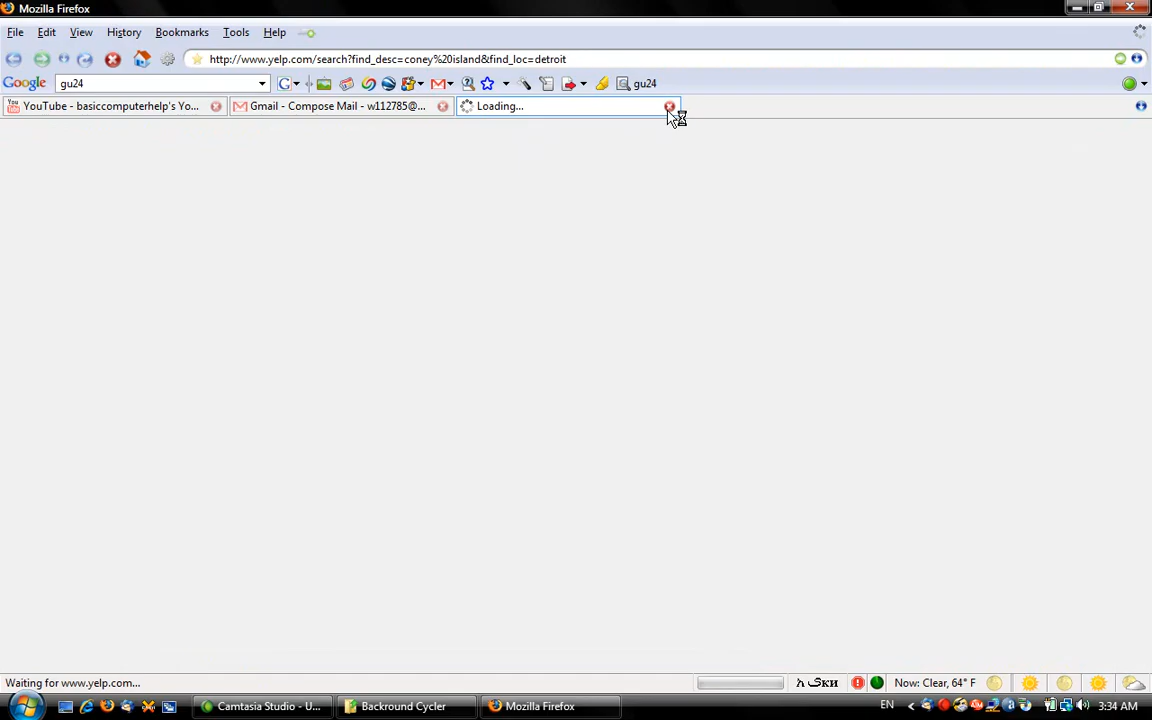 Mozilla Firefox
File Edit View History Bookmarks Tools Help
http://www.yelp.com/search?find_desc=coney%20island&find_loc=detroit
Google gu24 gu24
YouTube - basiccomputerhelp's Yo... Gmail - Compose Mail - w112785@... Loading...
Waiting for www.yelp.com... Now: Clear, 64° F
Camtasia Studio - U... Backround Cycler Mozilla Firefox EN 3:34 AM